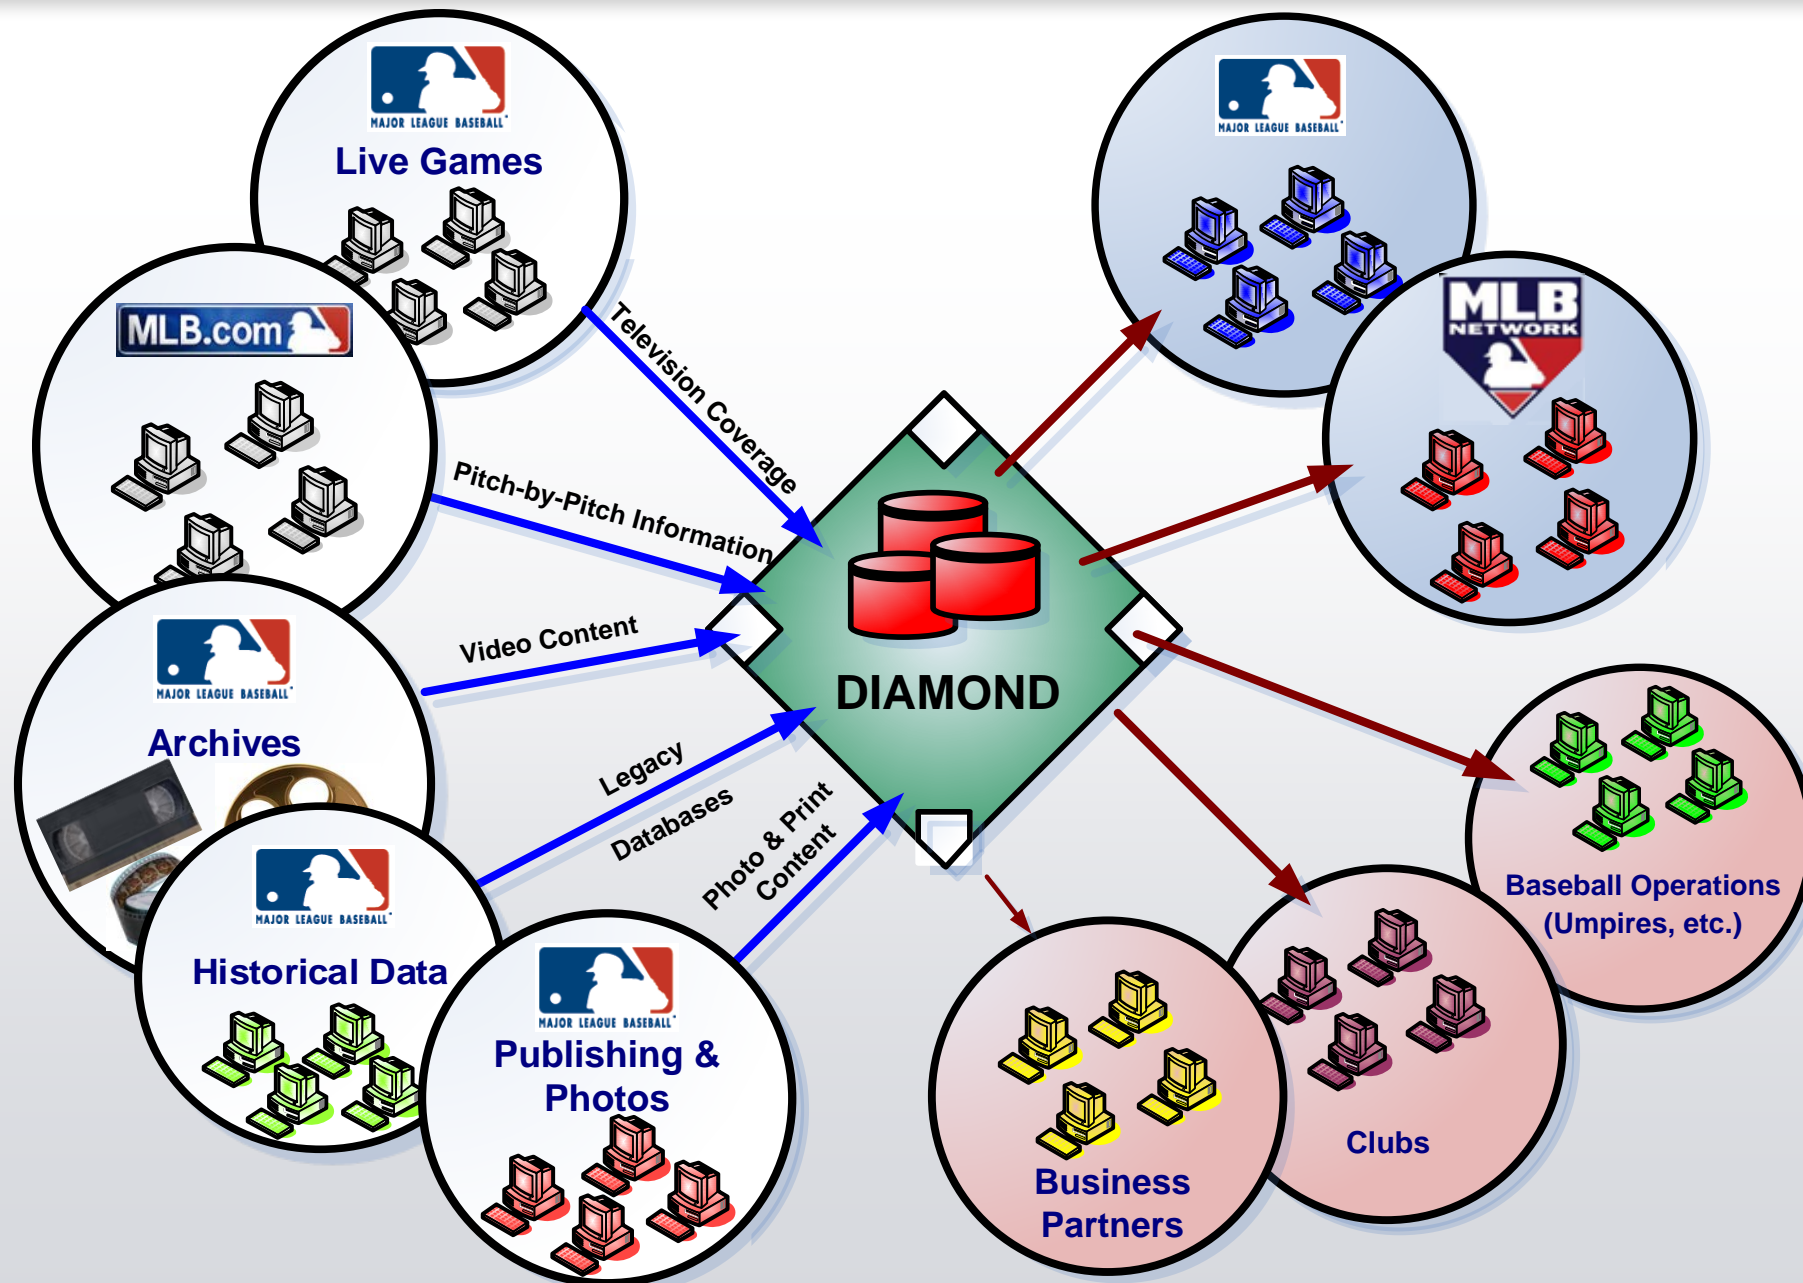 MAJOR LEAGUE BASEBALL
Live Games
MLB.com
MAJOR LEAGUE BASEBALL
Archives
MAJOR LEAGUE BASEBALL
Historical Data
MAJOR LEAGUE BASEBALL
Publishing &
Photos
Television Coverage
Pitch-by-Pitch Information
Video Content
Legacy
Databases
Photo & Print
Content
DIAMOND
MAJOR LEAGUE BASEBALL
MLB
NETWORK
Baseball Operations
(Umpires, etc.)
Clubs
Business
Partners